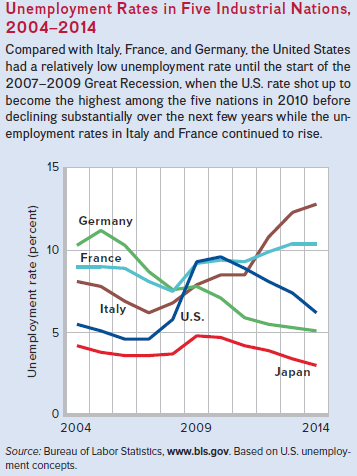 Unemployment Rates in Five Industrial Nations,
2004–2014
Compared with Italy, France, and Germany, the United States
had a relatively low unemployment rate until the start of the
2007–2009 Great Recession, when the U.S. rate shot up to
become the highest among the five nations in 2010 before
declining substantially over the next few years while the un-
employment rates in Italy and France continued to rise.
Unemployment rate (percent)
15
10
5
0
Germany
France
Italy
U.S.
Japan
2004
2009
2014
Source: Bureau of Labor Statistics, www.bls.gov. Based on U.S. unemploy-
ment concepts.